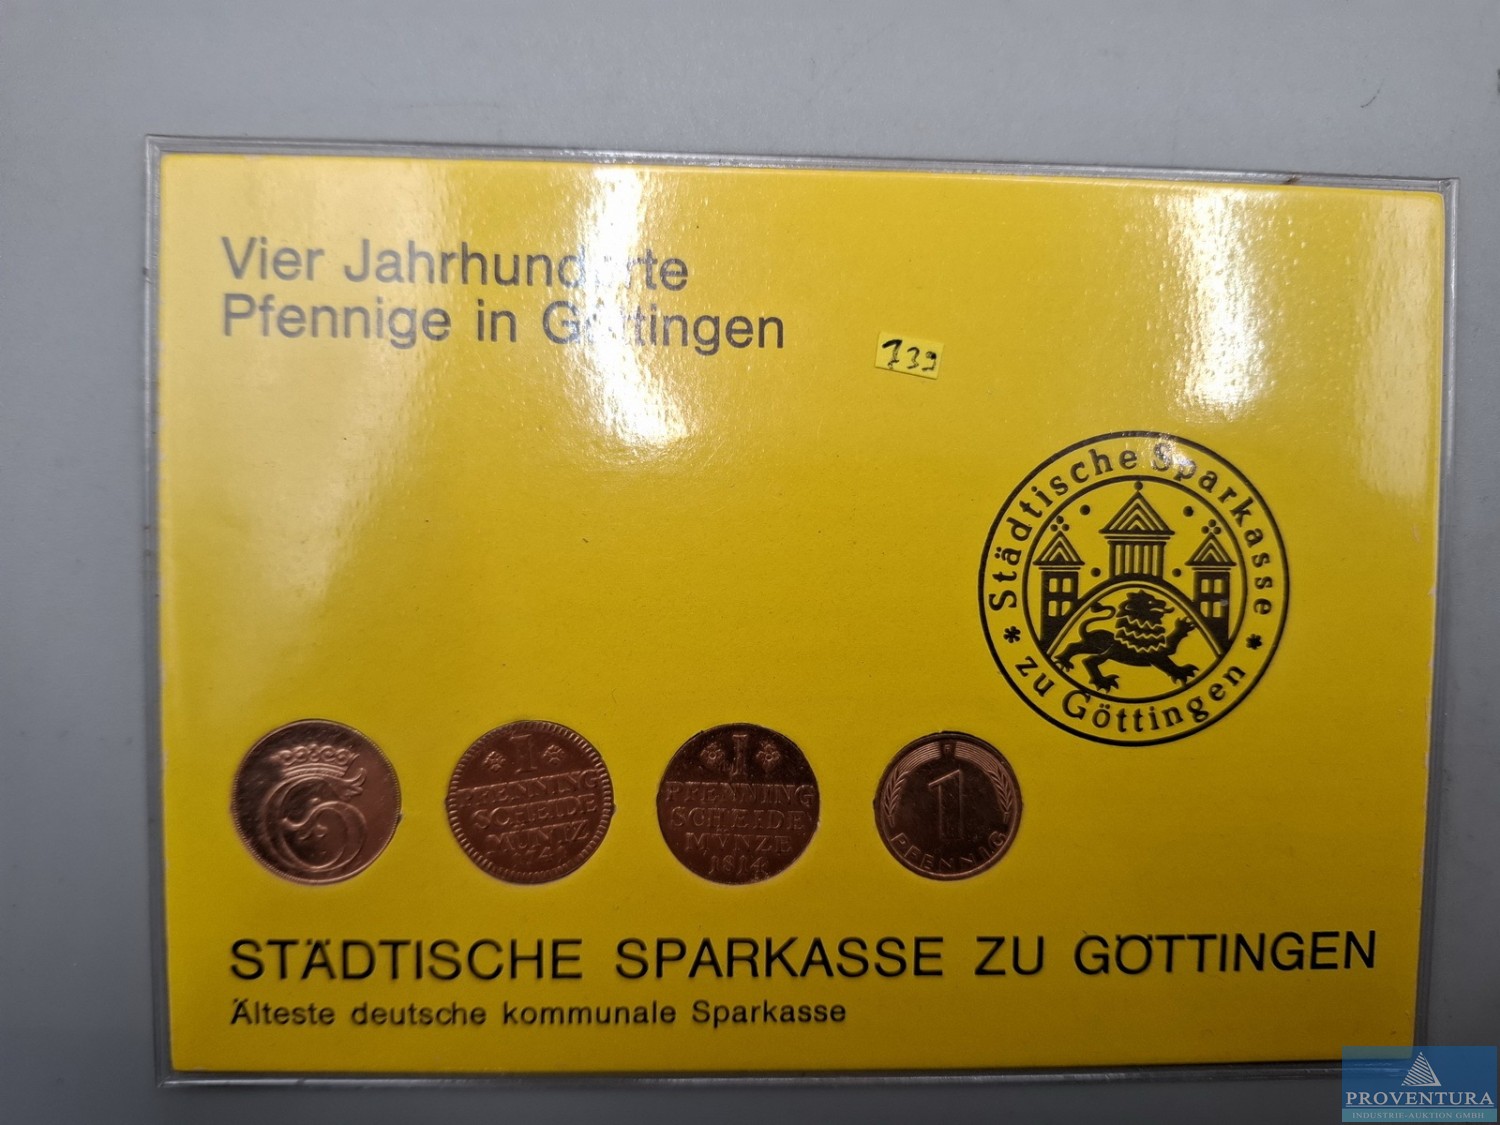 Vier Jahrhunderte
Pfennige in Göttingen
739
Städtische Sparkasse
* zu Göttingen *
I
PFENNING
SCHEIDE
MÜNTZ
I
PFENNING
SCHEIDE
MÜNZE
1814
F
1
PFENNIG
STÄDTISCHE SPARKASSE ZU GÖTTINGEN
Älteste deutsche kommunale Sparkasse
PROVENTURA
INDUSTRIE-AUKTION GMBH